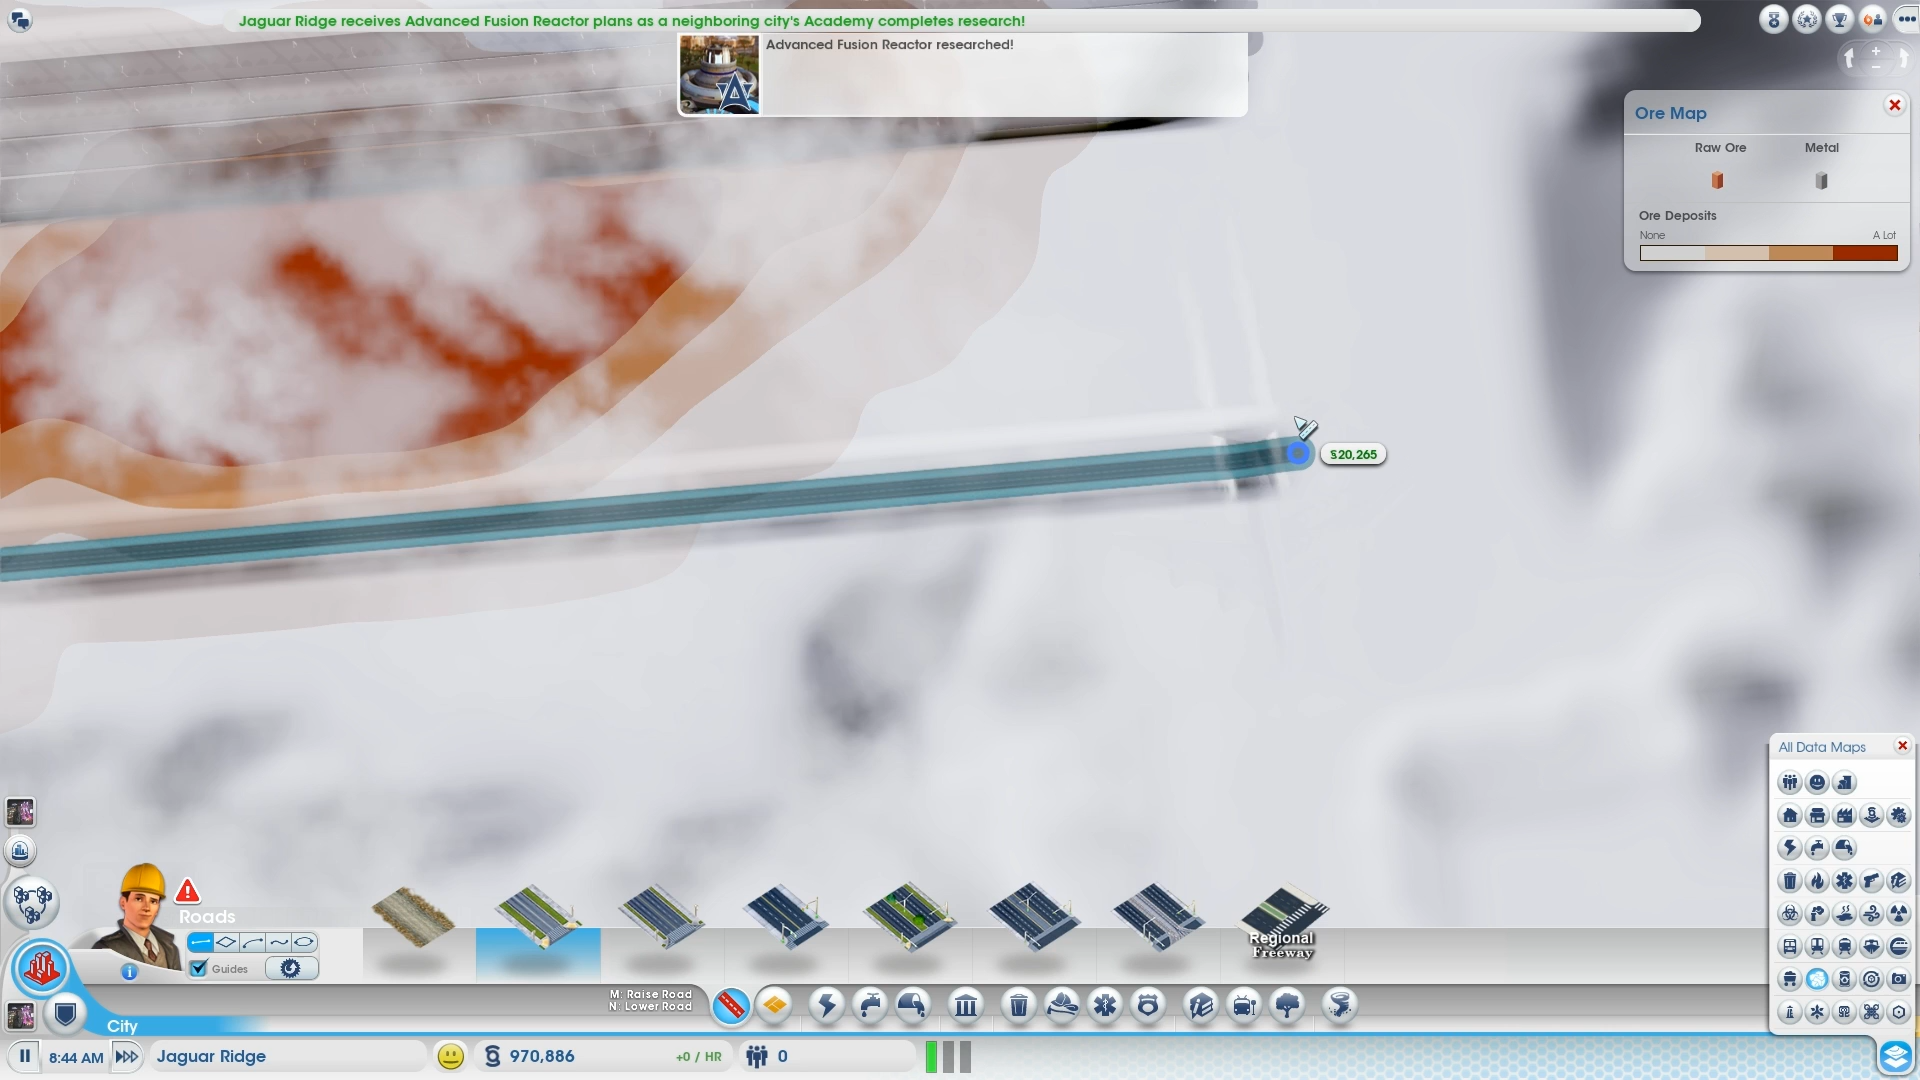 Jaguar Ridge receives Advanced Fusion Reactor plans as a neighboring city's Academy completes research!
Advanced Fusion Reactor researched!
Ore Map
Raw Ore
Metal
Ore Deposits
None
A Lot
§20,265
All Data Maps
Roads
Guides
Regional
Freeway
M: Raise Road
N: Lower Road
City
8:44 AM
Jaguar Ridge
970,886
+0 / HR
0